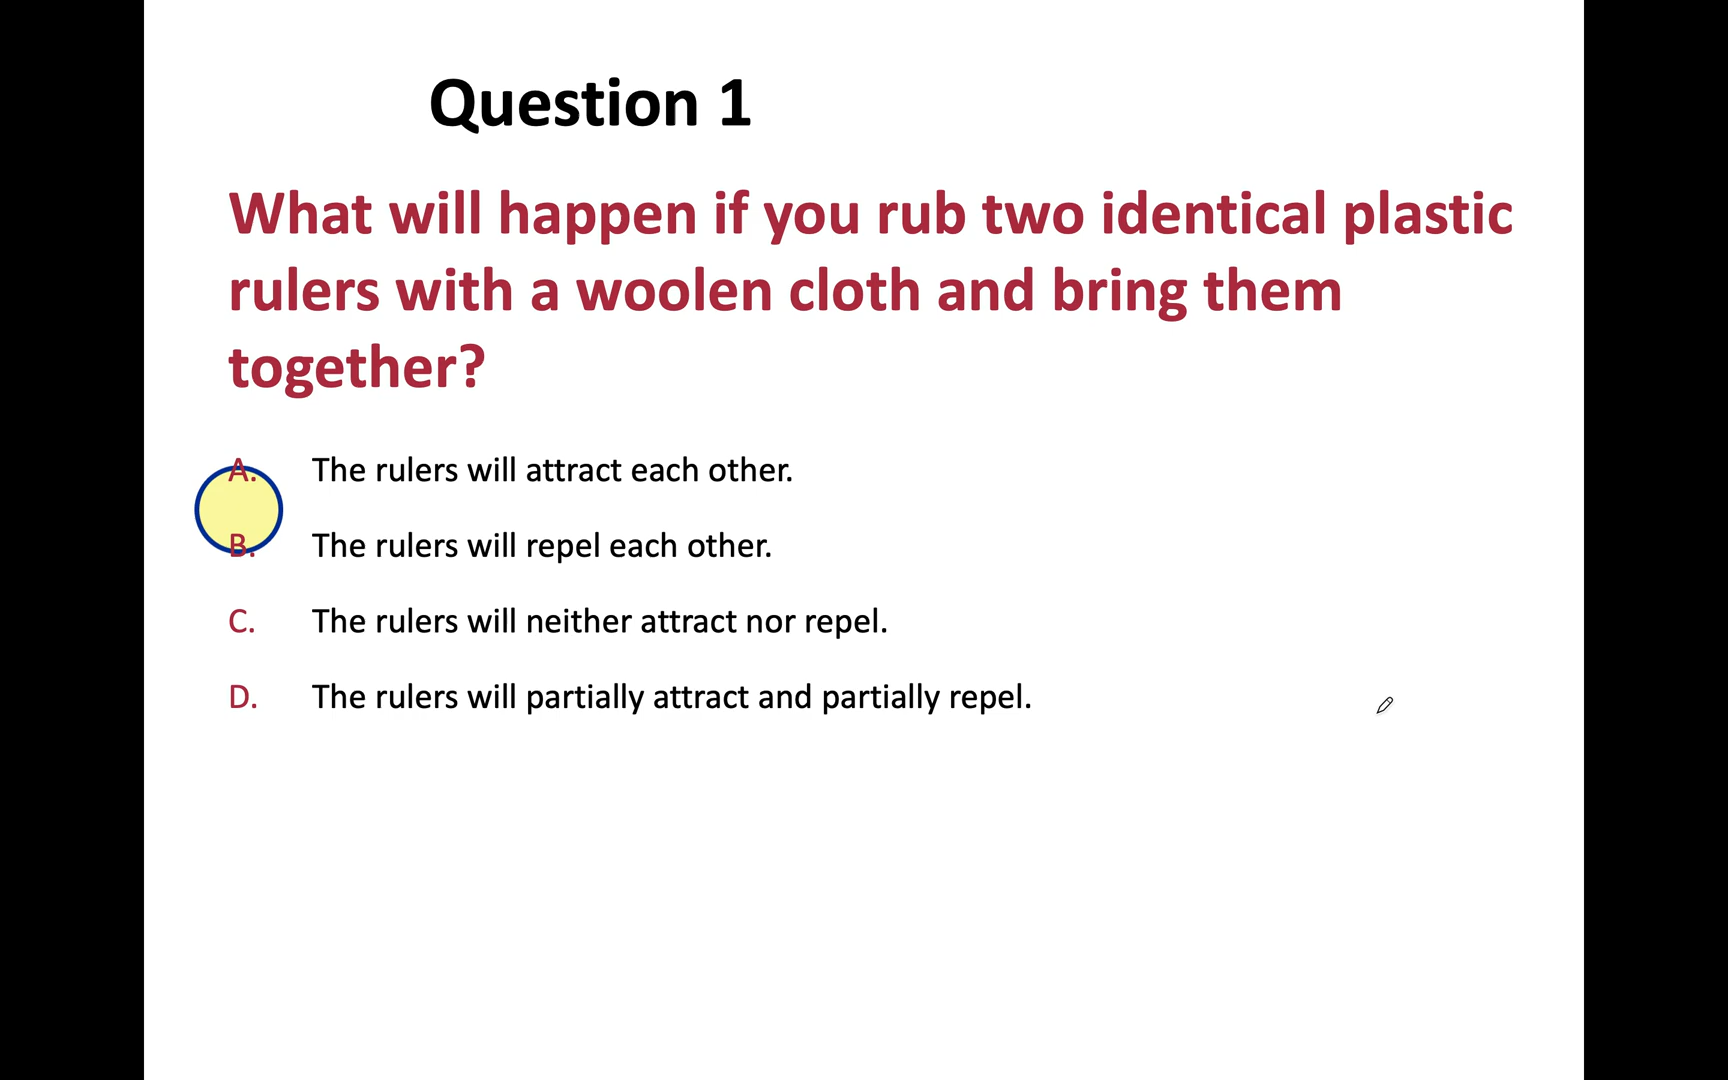 Question 1
What will happen if you rub two identical plastic
rulers with a woolen cloth and bring them
together?
A. The rulers will attract each other.
B. The rulers will repel each other.
C. The rulers will neither attract nor repel.
D. The rulers will partially attract and partially repel.